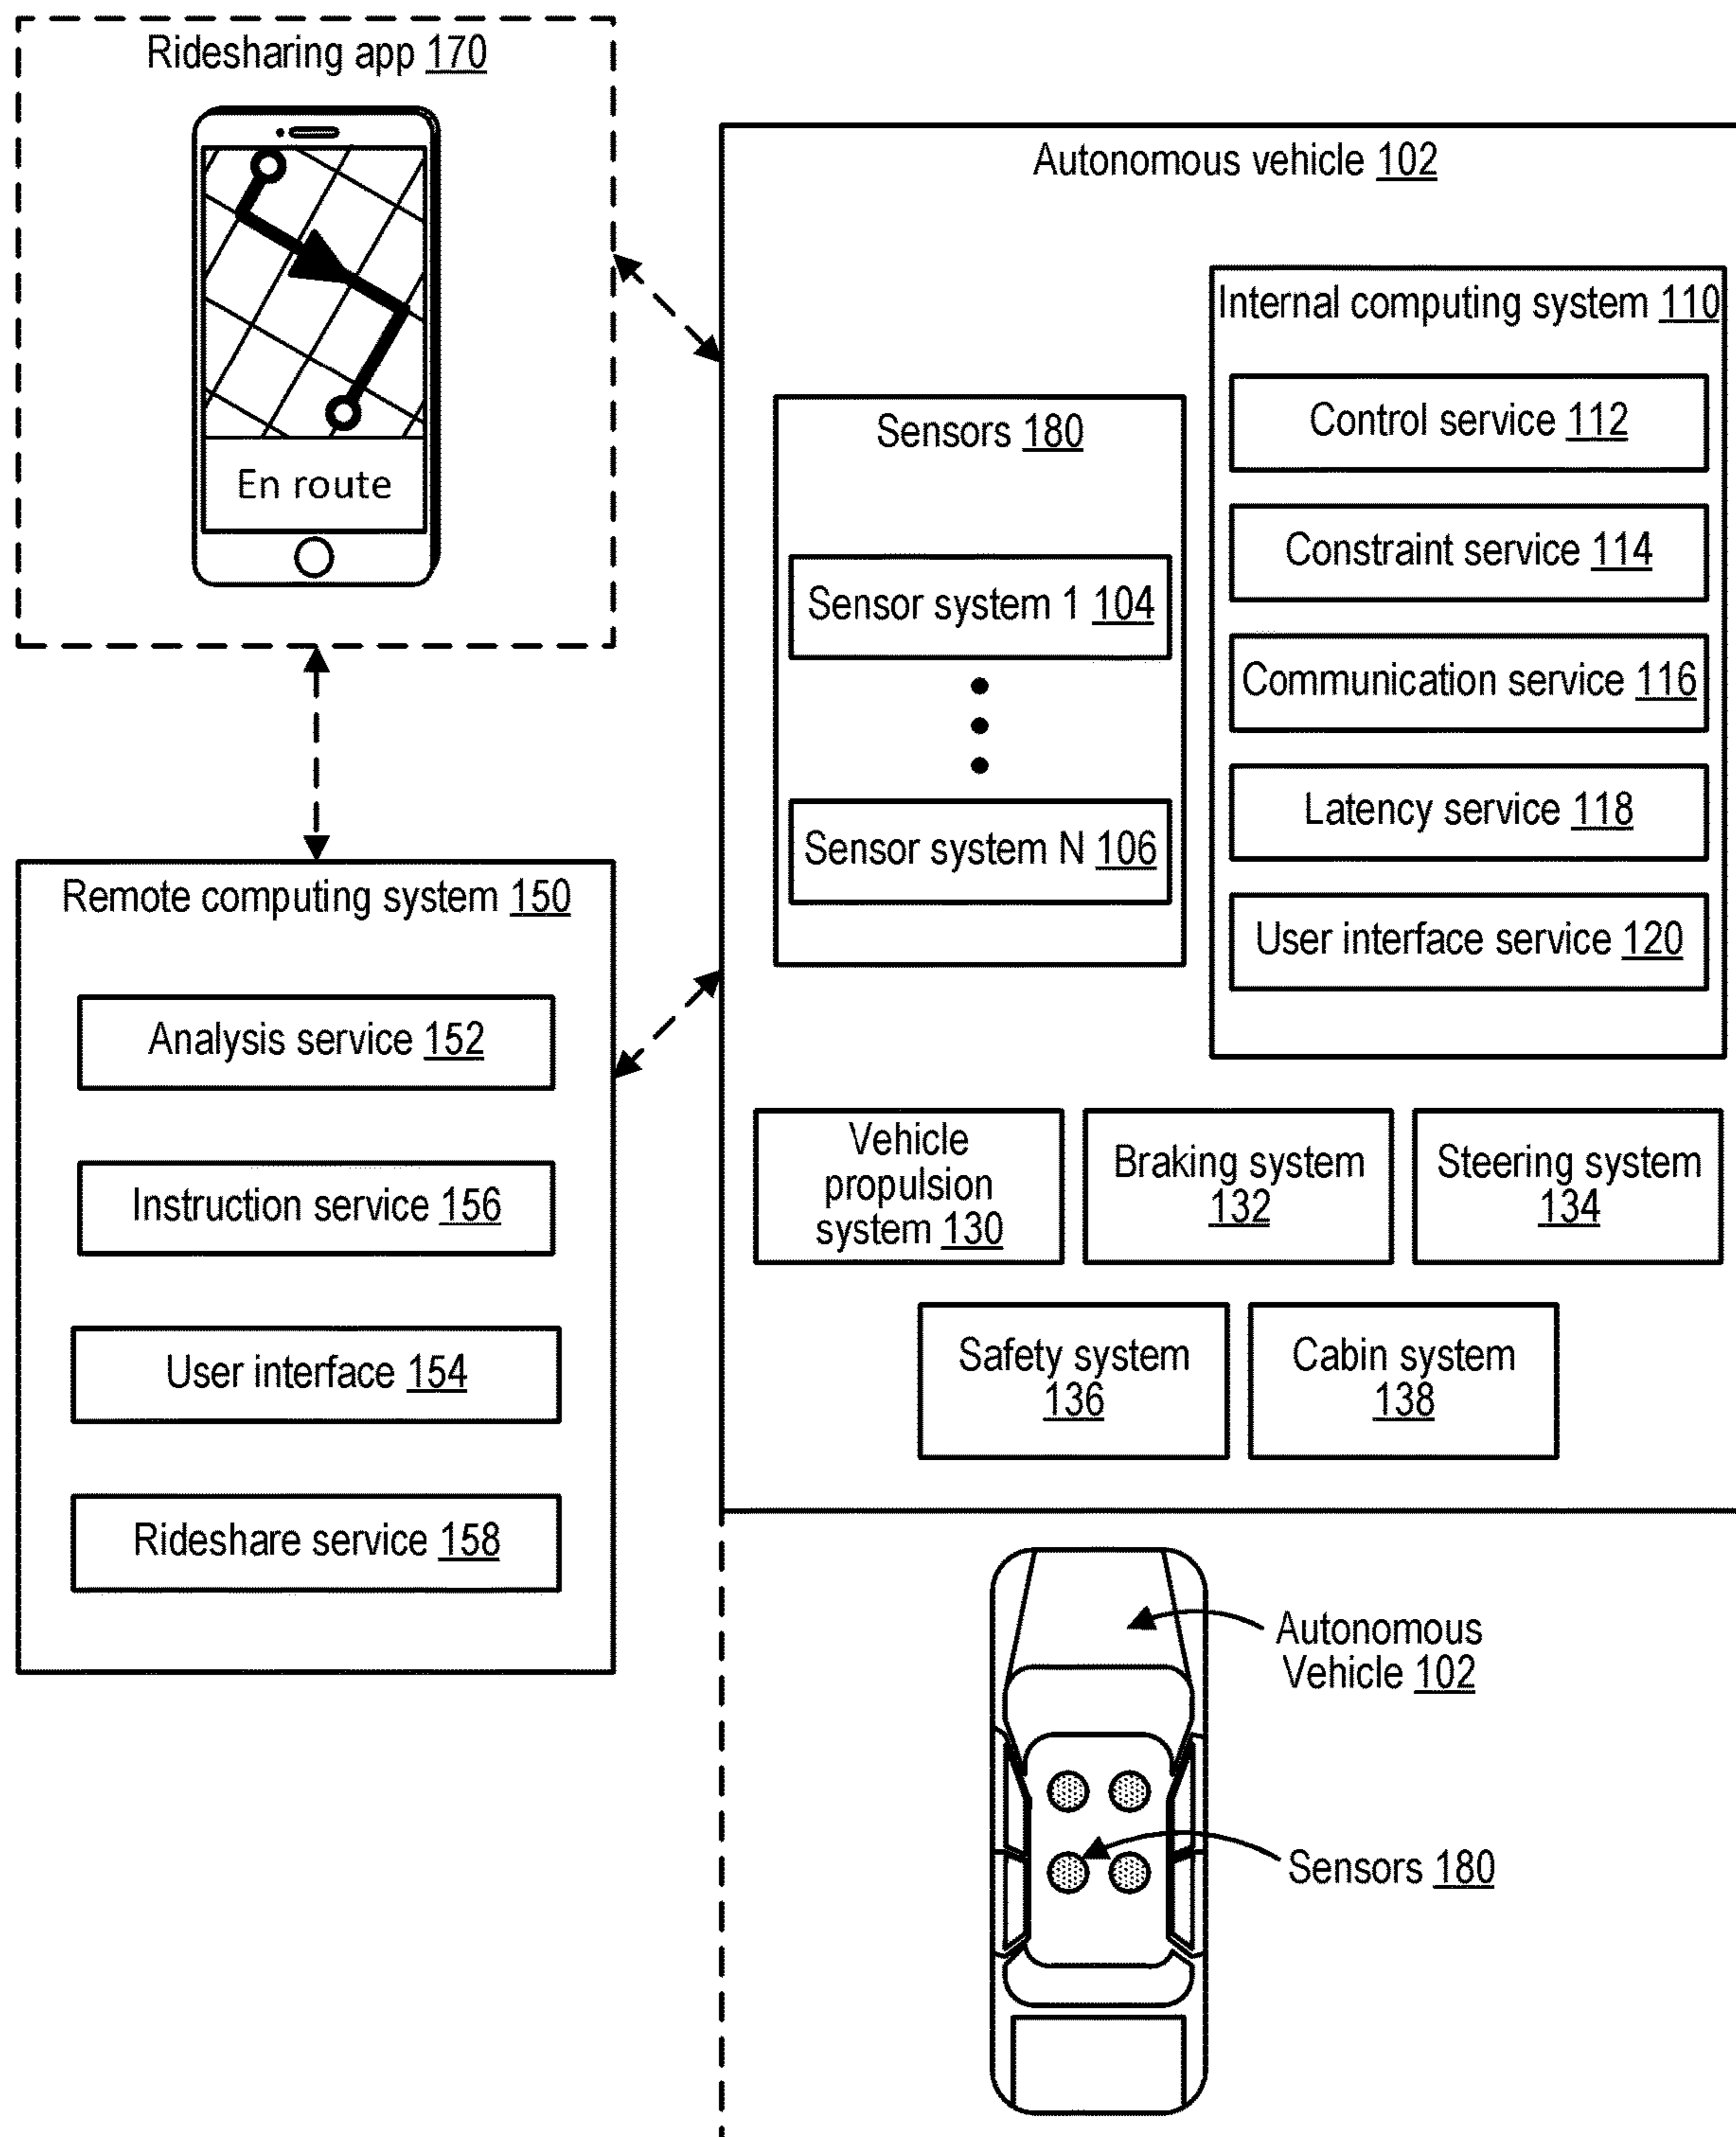 Ridesharing app 170
En route
Autonomous vehicle 102
Sensors 180
Sensor system 1 104
Sensor system N 106
Internal computing system 110
Control service 112
Constraint service 114
Communication service 116
Latency service 118
User interface service 120
Remote computing system 150
Analysis service 152
Instruction service 156
User interface 154
Rideshare service 158
Vehicle
propulsion
system 130
Braking system
132
Steering system
134
Safety system
136
Cabin system
138
Autonomous
Vehicle 102
Sensors 180